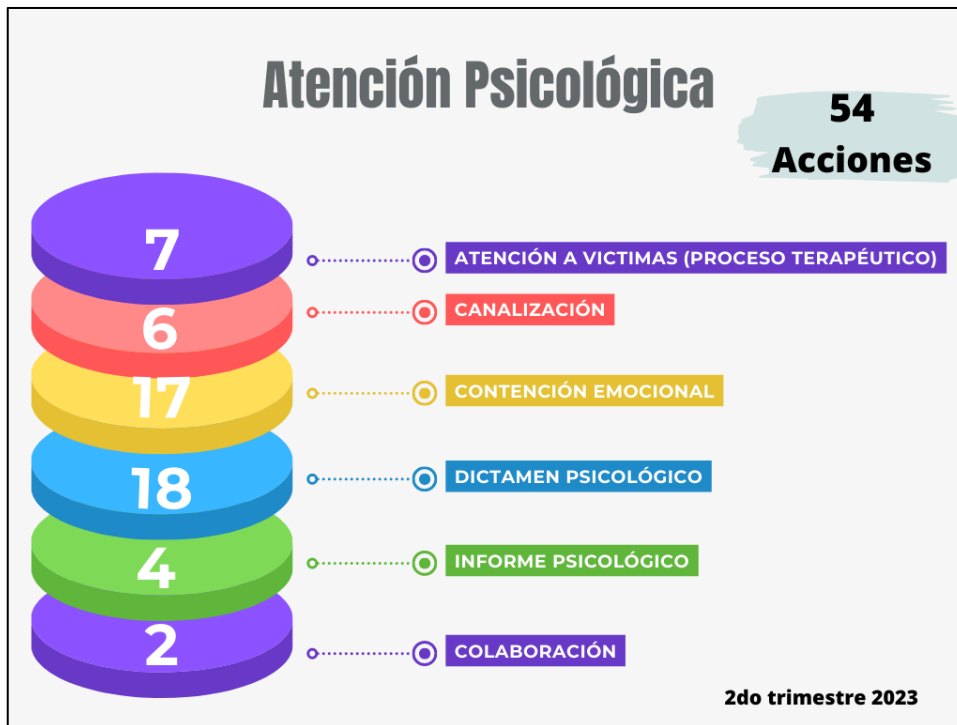 Atención Psicológica
54
Acciones
7
ATENCIÓN A VICTIMAS (PROCESO TERAPÉUTICO)
6
CANALIZACIÓN
17
CONTENCIÓN EMOCIONAL
18
DICTAMEN PSICOLÓGICO
4
INFORME PSICOLÓGICO
2
COLABORACIÓN
2do trimestre 2023